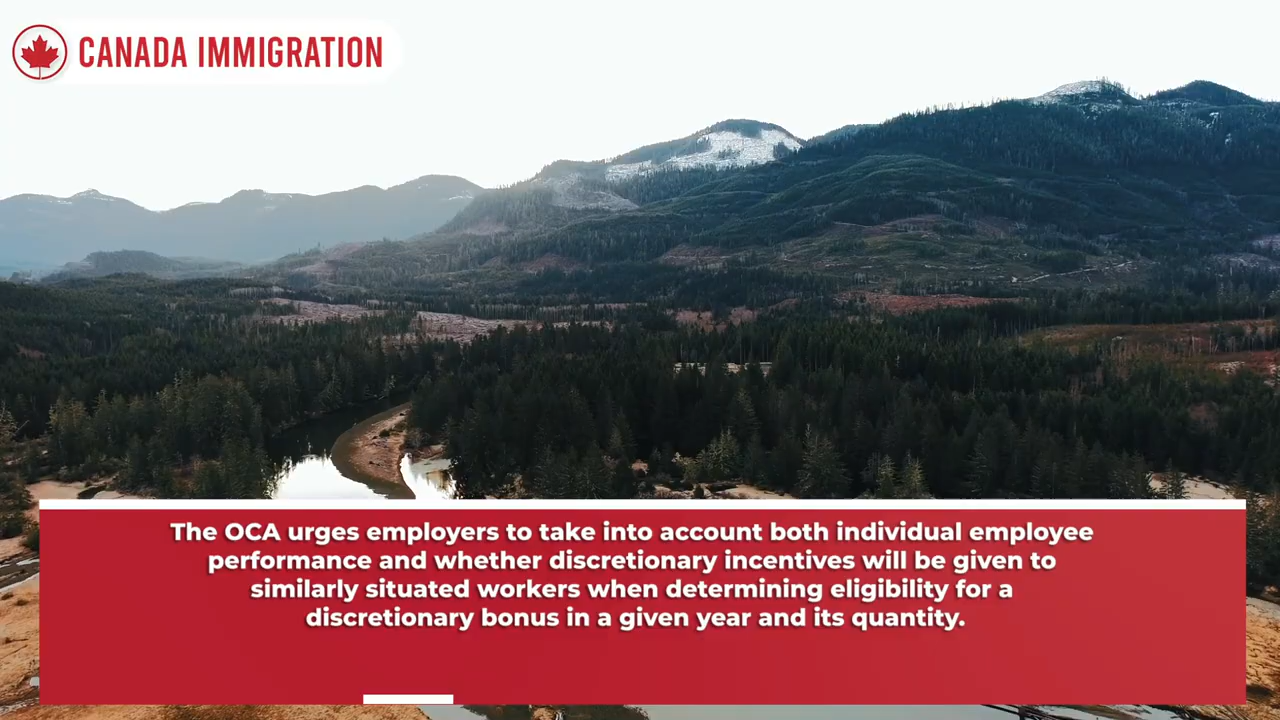 CANADA IMMIGRATION
The OCA urges employers to take into account both individual employee
performance and whether discretionary incentives will be given to
similarly situated workers when determining eligibility for a
discretionary bonus in a given year and its quantity.